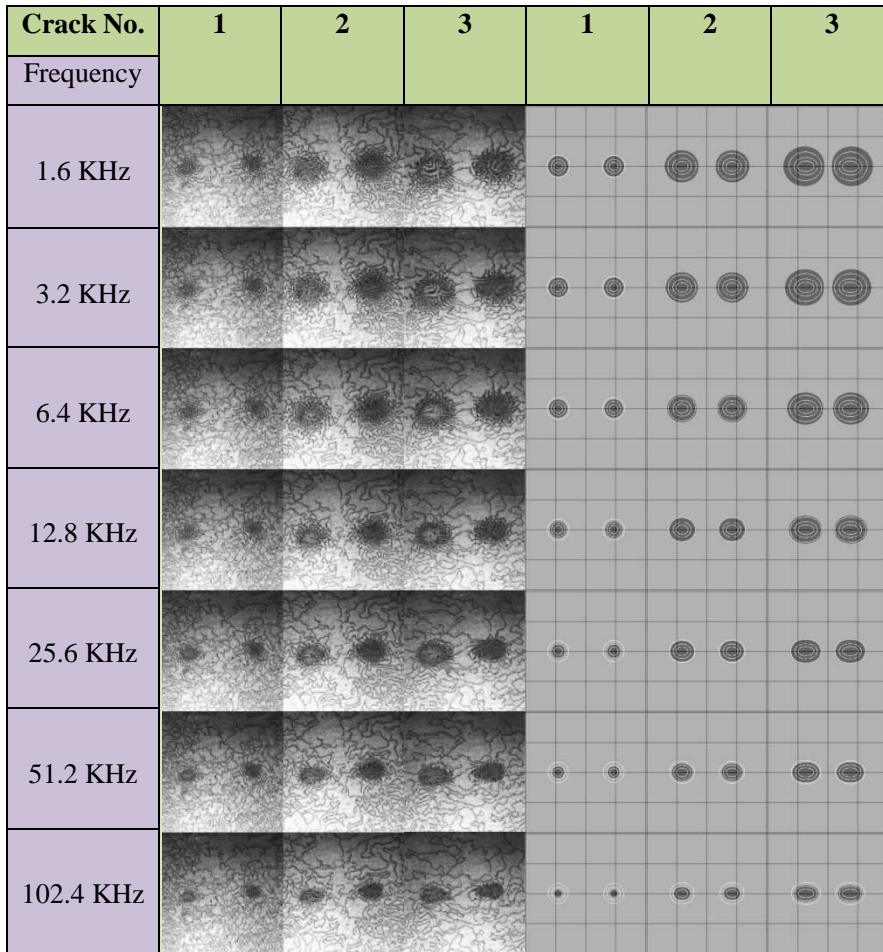 Crack No. 1 2 3 1 2 3
Frequency
1.6 KHz
3.2 KHz
6.4 KHz
12.8 KHz
25.6 KHz
51.2 KHz
102.4 KHz